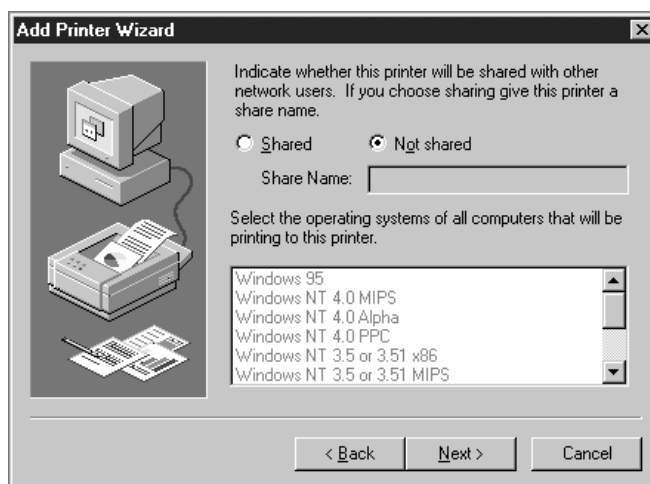 Add Printer Wizard
Indicate whether this printer will be shared with other
network users. If you choose sharing give this printer a
share name.
Shared Not shared
Share Name:
Select the operating systems of all computers that will be
printing to this printer.
Windows 95
Windows NT 4.0 MIPS
Windows NT 4.0 Alpha
Windows NT 4.0 PPC
Windows NT 3.5 or 3.51 x86
Windows NT 3.5 or 3.51 MIPS
< Back Next > Cancel